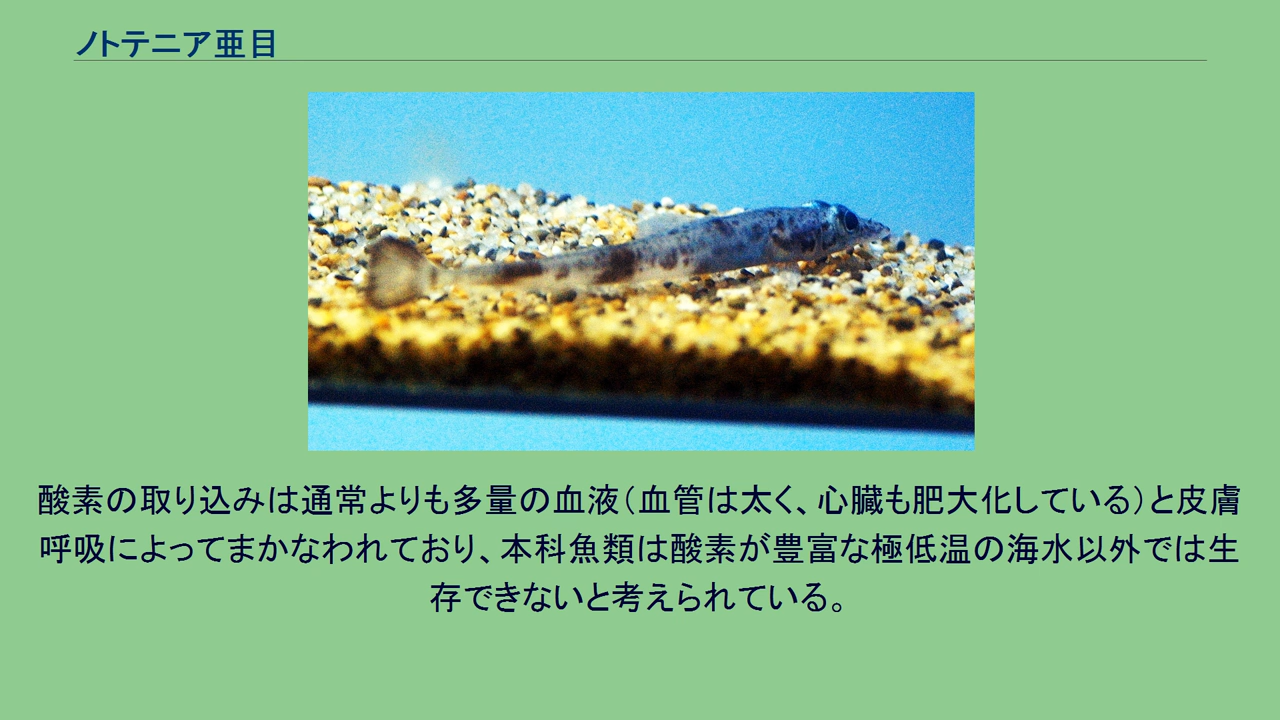 ノトテニア亜目
酸素の取り込みは通常よりも多量の血液（血管は太く、心臓も肥大化している）と皮膚
呼吸によってまかなわれており、本科魚類は酸素が豊富な極低温の海水以外では生
存できないと考えられている。